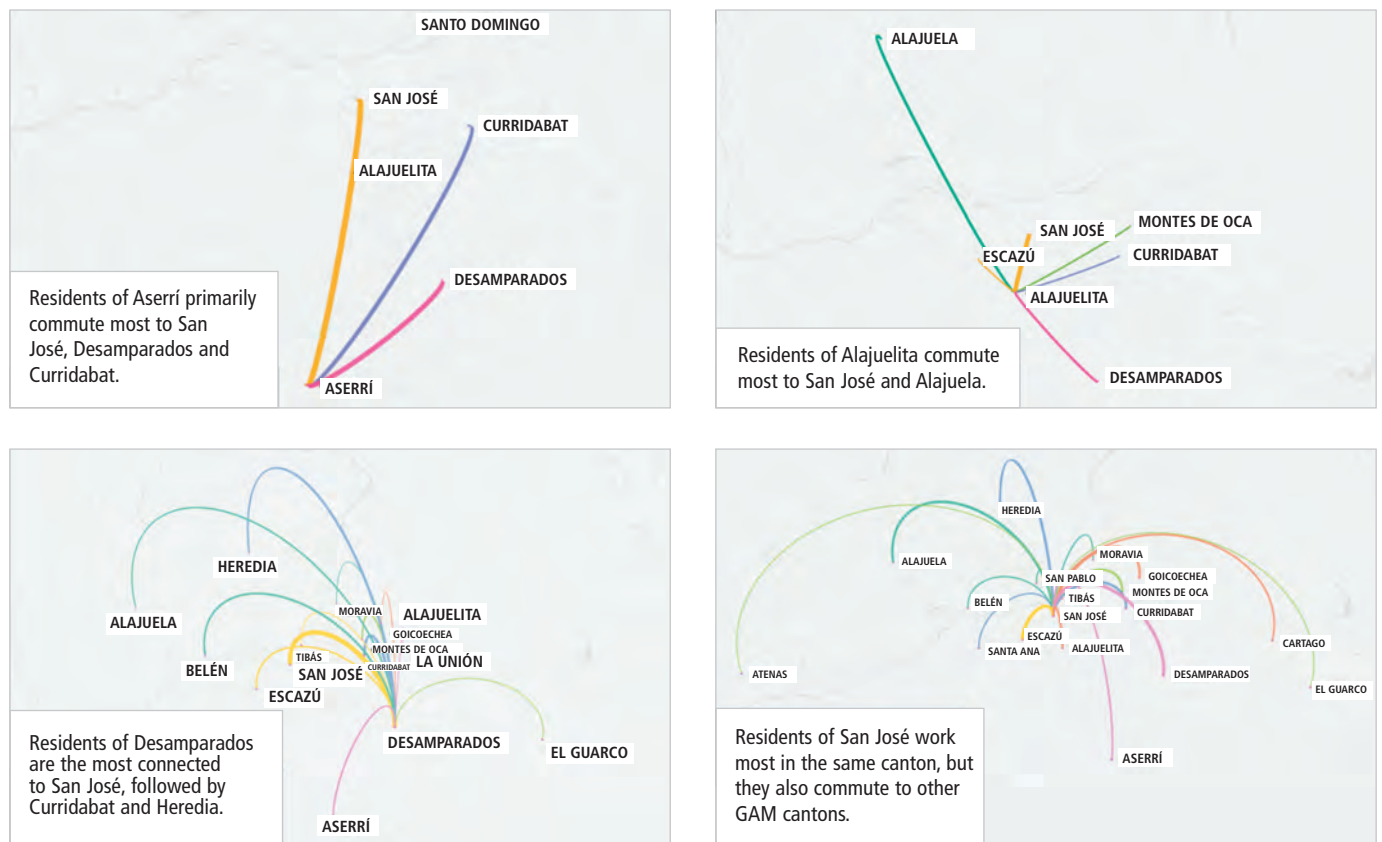 SANTO DOMINGO
SAN JOSÉ
CURRIDABAT
ALAJUELITA
DESAMPARADOS
ASERRÍ
Residents of Aserrí primarily
commute most to San
José, Desamparados and
Curridabat.
ALAJUELA
MONTES DE OCA
SAN JOSÉ
ESCAZÚ
CURRIDABAT
ALAJUELITA
DESAMPARADOS
Residents of Alajuelita commute
most to San José and Alajuela.
HEREDIA
MORAVIA
ALAJUELITA
ALAJUELA
GOICOECHEA
MONTES DE OCA
TIBÁS
CURRIDABAT
LA UNIÓN
BELÉN
SAN JOSÉ
ESCAZÚ
DESAMPARADOS
EL GUARCO
ASERRÍ
Residents of Desamparados
are the most connected
to San José, followed by
Curridabat and Heredia.
HEREDIA
MORAVIA
ALAJUELA
SAN PABLO
GOICOECHEA
MONTES DE OCA
BELÉN
TIBÁS
CURRIDABAT
SAN JOSÉ
ESCAZÚ
SANTA ANA
ALAJUELITA
CARTAGO
ATENAS
DESAMPARADOS
EL GUARCO
ASERRÍ
Residents of San José work
most in the same canton, but
they also commute to other
GAM cantons.